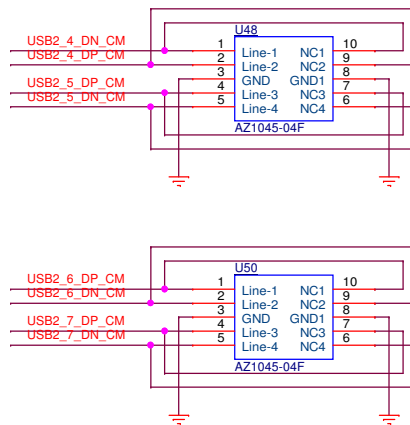 U48
USB2_4_DN_CM 1 Line-1 NC1 10
USB2_4_DP_CM 2 Line-2 NC2 9
3 GND GND1 8
USB2_5_DP_CM 4 Line-3 NC3 7
USB2_5_DN_CM 5 Line-4 NC4 6
AZ1045-04F
U50
USB2_6_DP_CM 1 Line-1 NC1 10
USB2_6_DN_CM 2 Line-2 NC2 9
3 GND GND1 8
USB2_7_DP_CM 4 Line-3 NC3 7
USB2_7_DN_CM 5 Line-4 NC4 6
AZ1045-04F